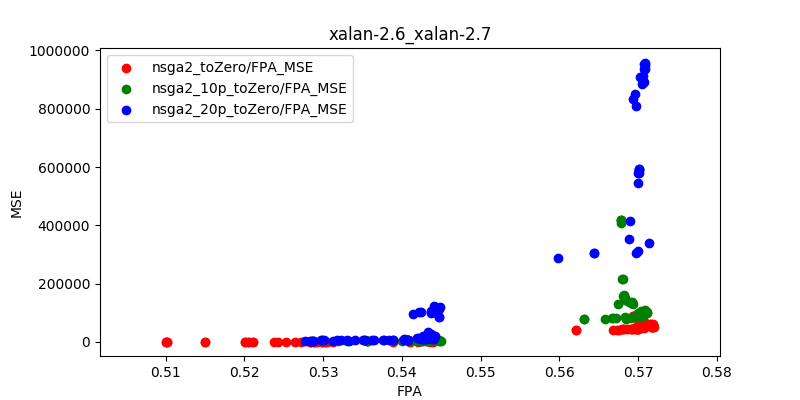 xalan-2.6_xalan-2.7
nsga2_toZero/FPA_MSE
nsga2_10p_toZero/FPA_MSE
nsga2_20p_toZero/FPA_MSE
1000000
800000
600000
400000
200000
0
MSE
0.51 0.52 0.53 0.54 0.55 0.56 0.57 0.58
FPA